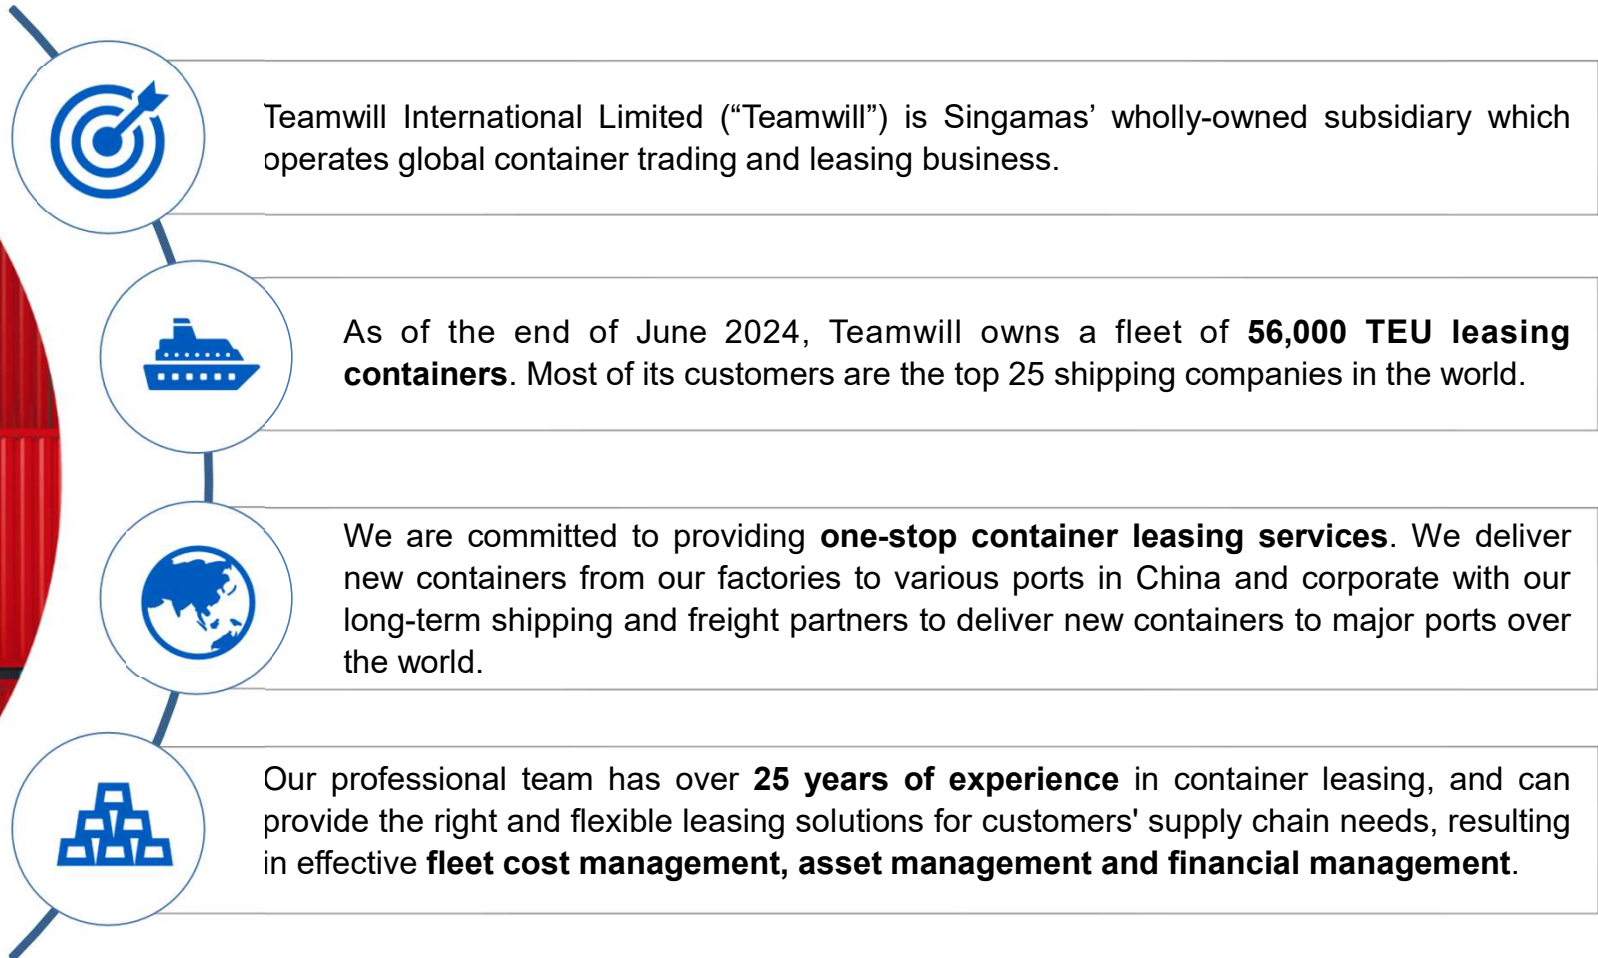 Teamwill International Limited (“Teamwill”) is Singamas’ wholly-owned subsidiary which
operates global container trading and leasing business.
As of the end of June 2024, Teamwill owns a fleet of 56,000 TEU leasing
containers. Most of its customers are the top 25 shipping companies in the world.
We are committed to providing one-stop container leasing services. We deliver
new containers from our factories to various ports in China and corporate with our
long-term shipping and freight partners to deliver new containers to major ports over
the world.
Our professional team has over 25 years of experience in container leasing, and can
provide the right and flexible leasing solutions for customers' supply chain needs, resulting
in effective fleet cost management, asset management and financial management.